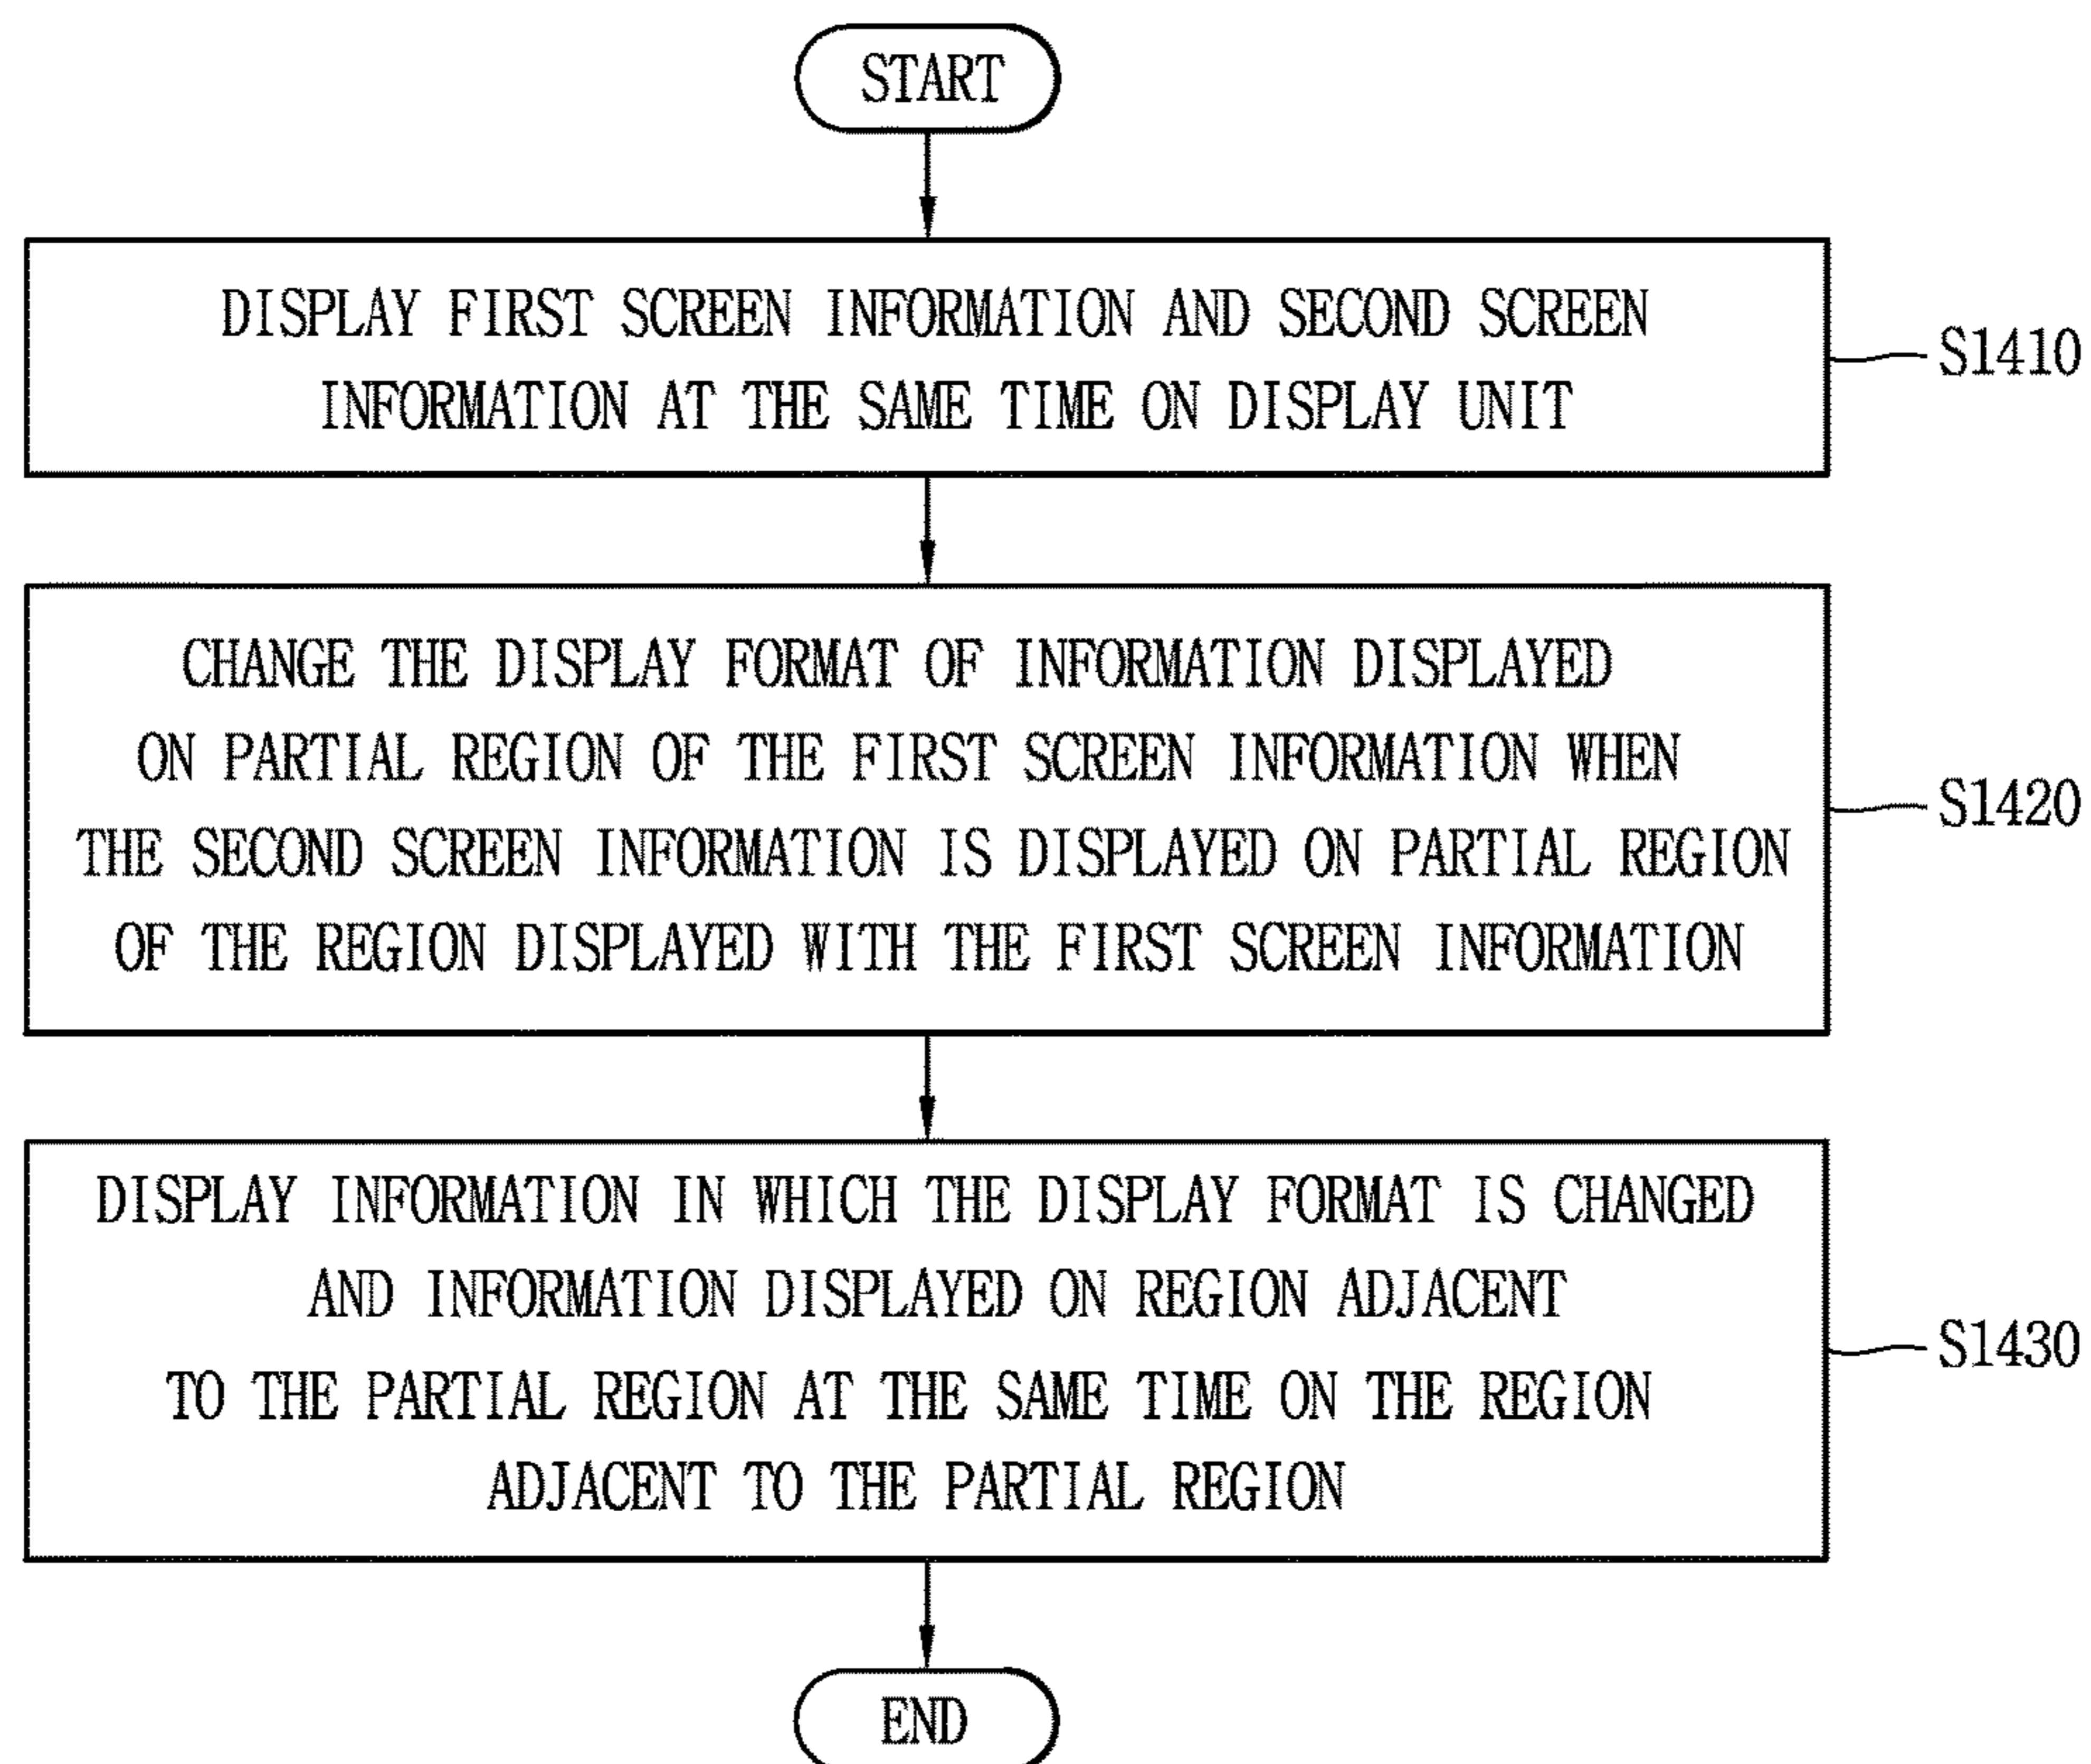 START
DISPLAY FIRST SCREEN INFORMATION AND SECOND SCREEN
INFORMATION AT THE SAME TIME ON DISPLAY UNIT
S1410
CHANGE THE DISPLAY FORMAT OF INFORMATION DISPLAYED
ON PARTIAL REGION OF THE FIRST SCREEN INFORMATION WHEN
THE SECOND SCREEN INFORMATION IS DISPLAYED ON PARTIAL REGION
OF THE REGION DISPLAYED WITH THE FIRST SCREEN INFORMATION
S1420
DISPLAY INFORMATION IN WHICH THE DISPLAY FORMAT IS CHANGED
AND INFORMATION DISPLAYED ON REGION ADJACENT
TO THE PARTIAL REGION AT THE SAME TIME ON THE REGION
ADJACENT TO THE PARTIAL REGION
S1430
END